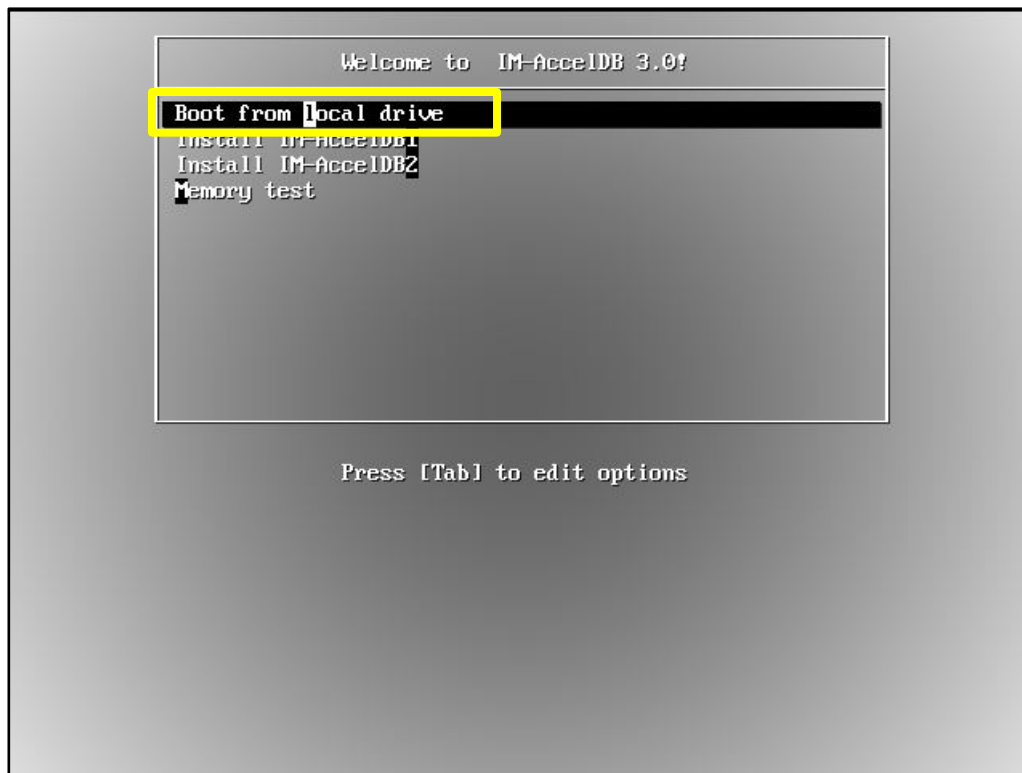 Welcome to IM-AccelDB 3.0!
Boot from local drive
Install IM-AccelDB1
Install IM-AccelDB2
Memory test
Press [Tab] to edit options